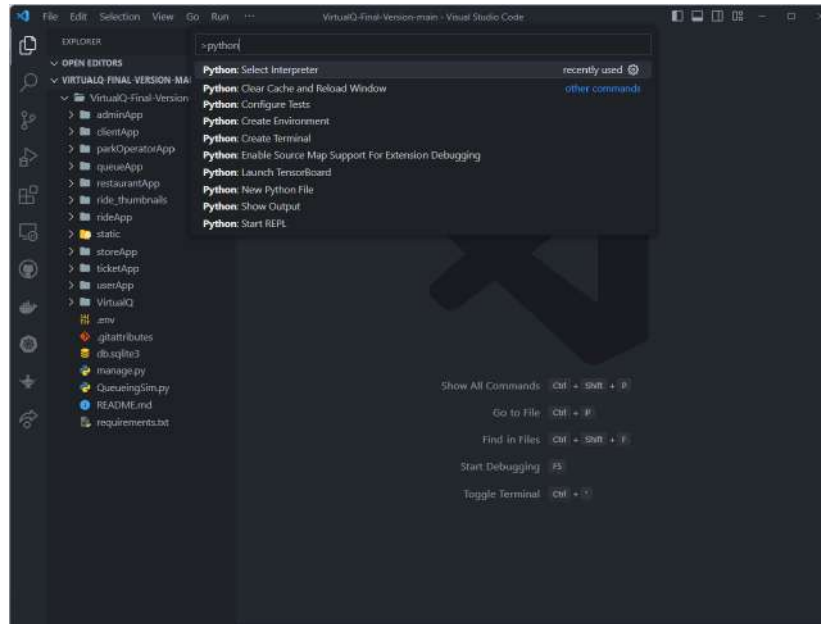 File Edit Selection View Go Run ··· VirtualQ-Final-Version-main - Visual Studio Code
EXPLORER
>python
OPEN EDITORS
Python: Select Interpreter recently used
VIRTUALQ-FINAL-VERSION-MA
Python: Clear Cache and Reload Window other commands
VirtualQ-Final-Version
Python: Configure Tests
adminApp
Python: Create Environment
clientApp
Python: Create Terminal
parkOperatorApp
Python: Enable Source Map Support For Extension Debugging
queueApp
Python: Launch TensorBoard
restaurantApp
Python: New Python File
ride_thumbnails
Python: Show Output
rideApp
Python: Start REPL
static
storeApp
ticketApp
userApp
VirtualQ
.env
.gitattributes
db.sqlite3
manage.py
QueueingSim.py
README.md
requirements.txt
Show All Commands Ctrl + Shift + P
Go to File Ctrl + P
Find in Files Ctrl + Shift + F
Start Debugging F5
Toggle Terminal Ctrl + `